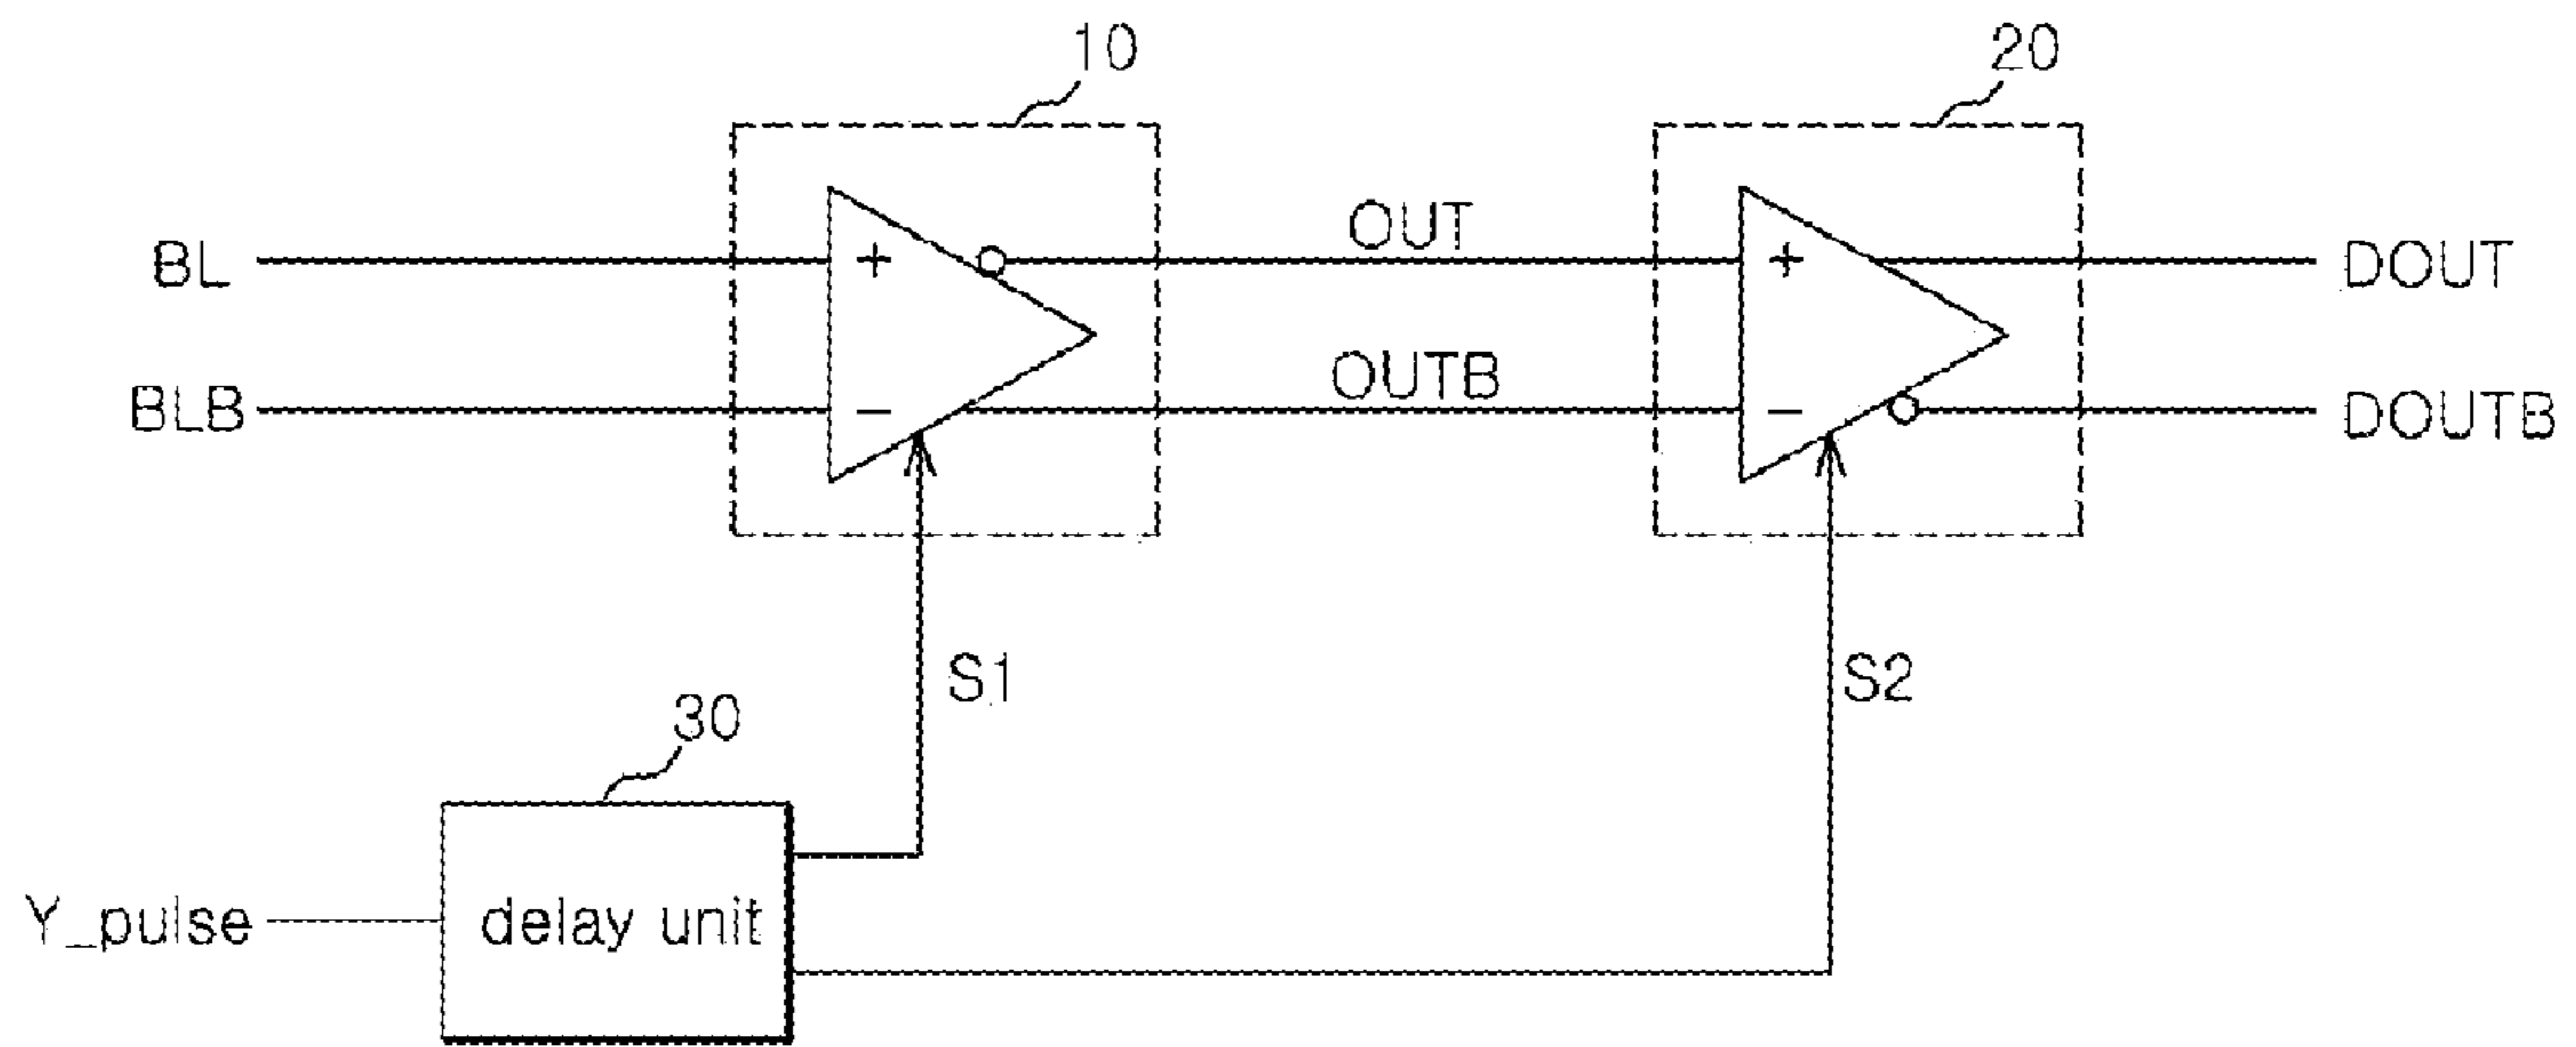 10
20
BL
+
OUT
+
DOUT
BLB
−
OUTB
−
DOUTB
S1
S2
30
Y_pulse
delay unit